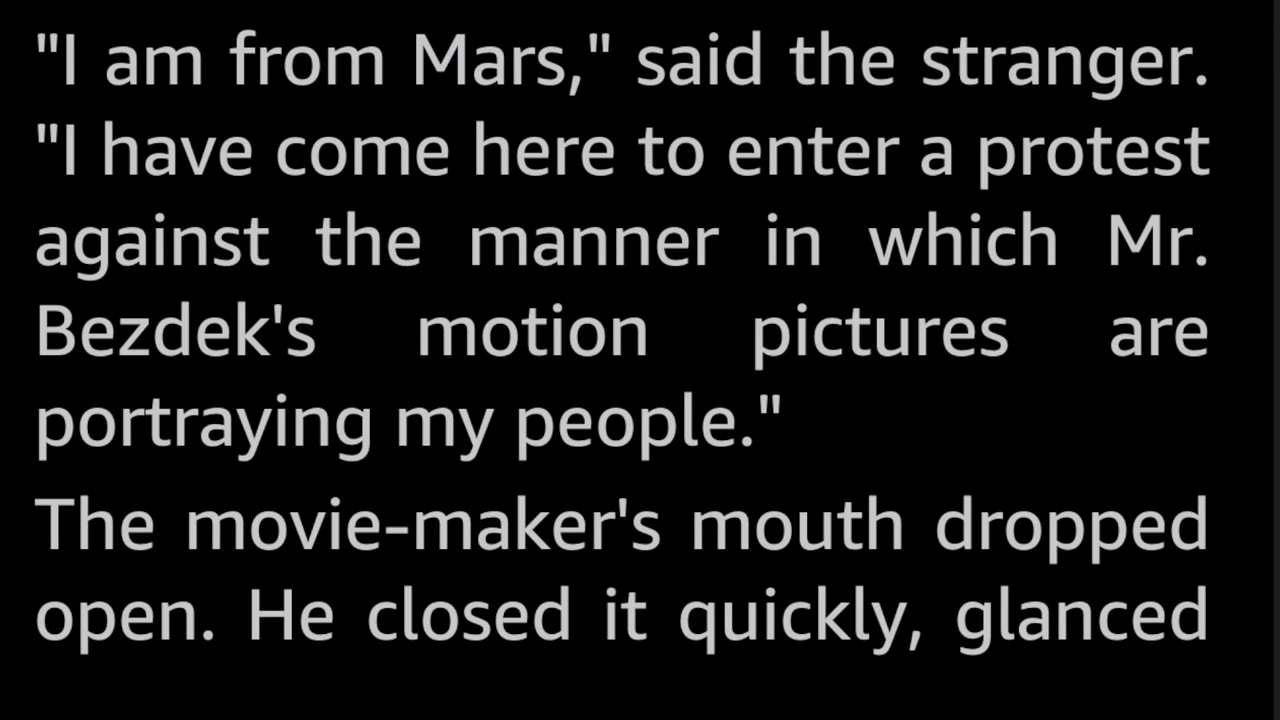 "I am from Mars," said the stranger.
"I have come here to enter a protest
against the manner in which Mr.
Bezdek's motion pictures are
portraying my people."
The movie-maker's mouth dropped
open. He closed it quickly, glanced